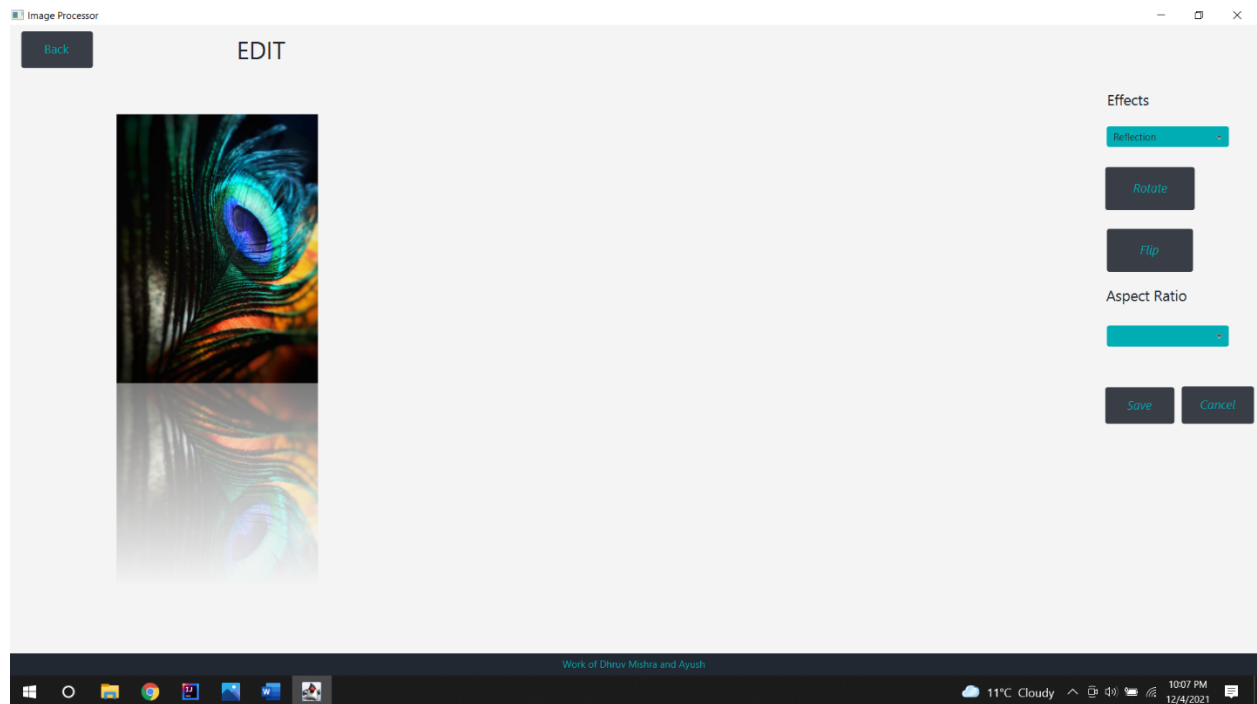 Image Processor
Back
EDIT
Effects
Reflection
Rotate
Flip
Aspect Ratio
Save Cancel
Work of Dhruv Mishra and Ayush
11°C Cloudy
10:07 PM
12/4/2021